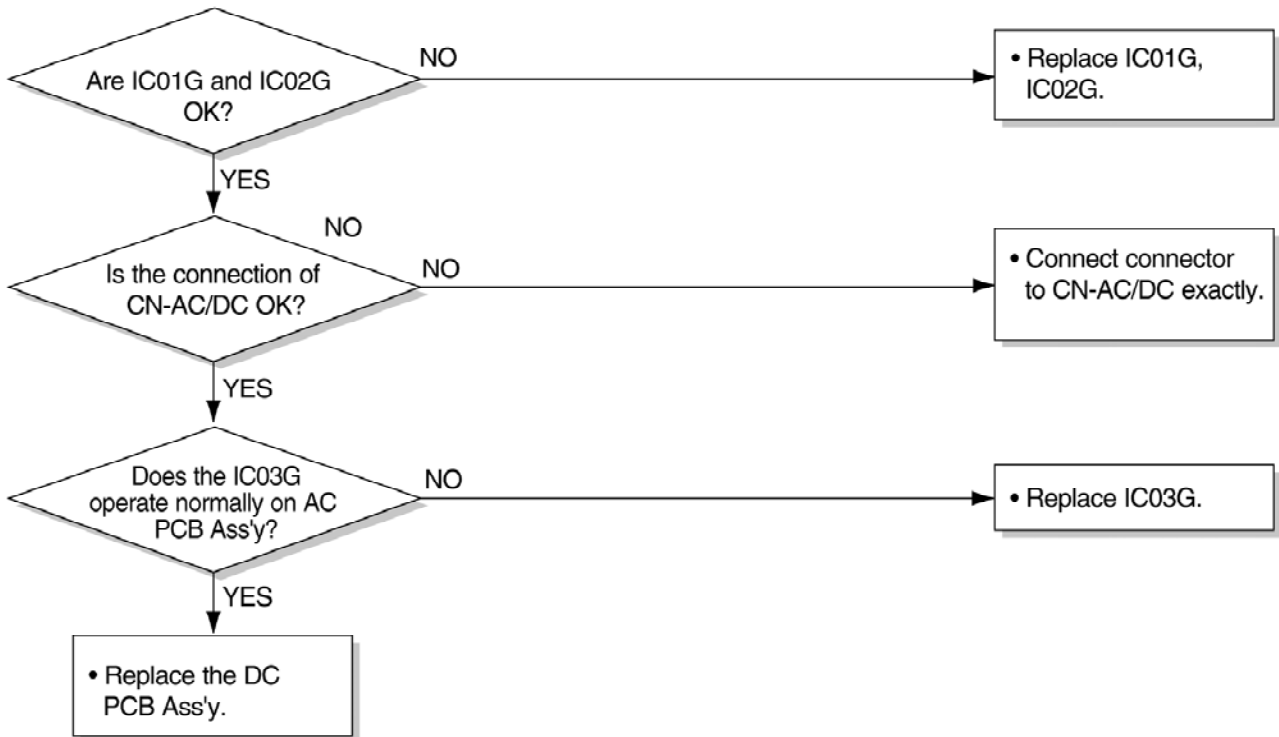 Are IC01G and IC02G
OK?
NO
• Replace IC01G,
IC02G.
YES
NO
Is the connection of
CN-AC/DC OK?
NO
• Connect connector
to CN-AC/DC exactly.
YES
Does the IC03G
operate normally on AC
PCB Ass'y?
NO
• Replace IC03G.
YES
• Replace the DC
PCB Ass'y.